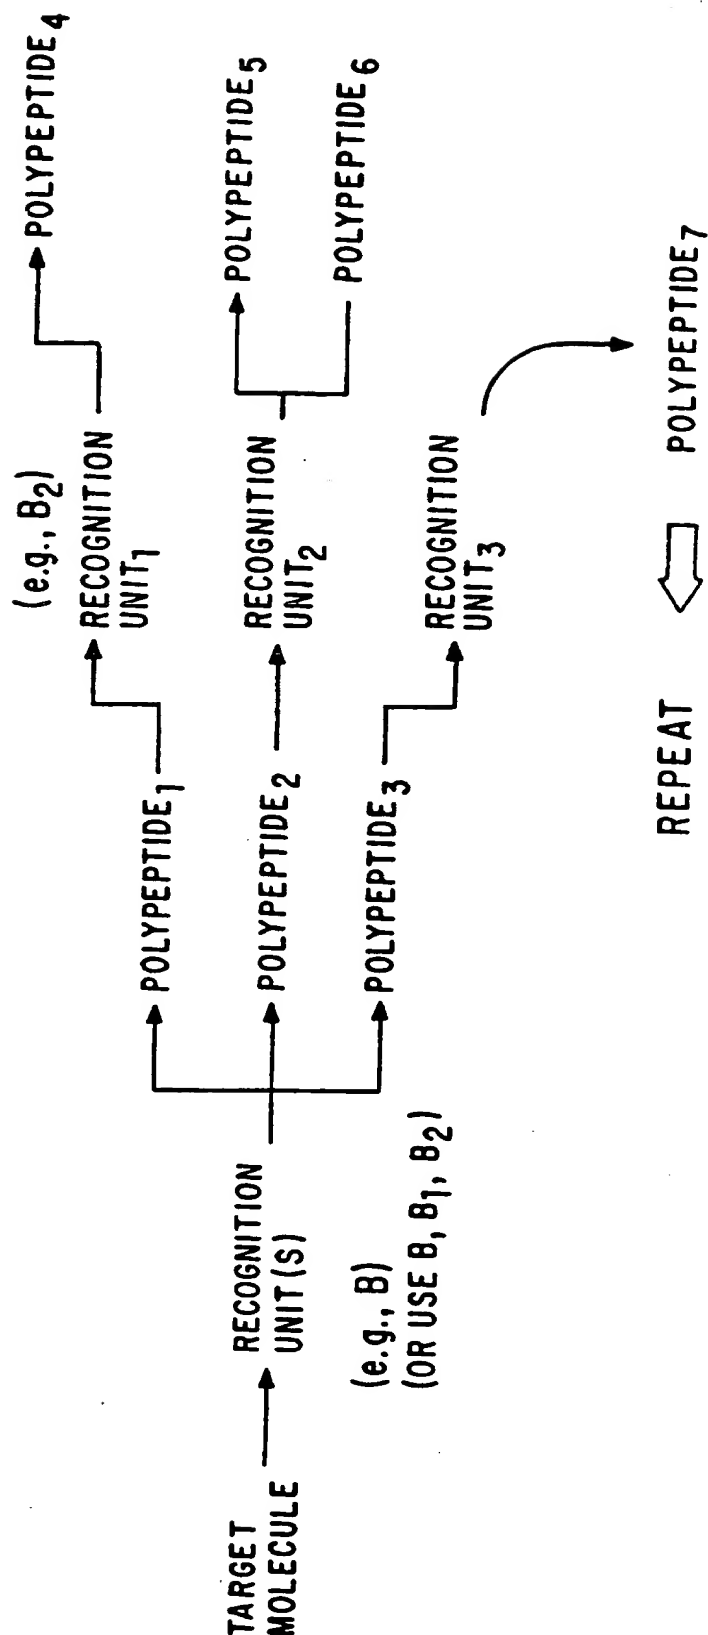 TARGET
MOLECULE
RECOGNITION
UNIT(S)
(e.g., B)
(OR USE B, B₁, B₂)
POLYPEPTIDE₁
POLYPEPTIDE₂
POLYPEPTIDE₃
(e.g., B₂)
RECOGNITION
UNIT₁
RECOGNITION
UNIT₂
RECOGNITION
UNIT₃
POLYPEPTIDE₄
POLYPEPTIDE₅
POLYPEPTIDE₆
POLYPEPTIDE₇
REPEAT